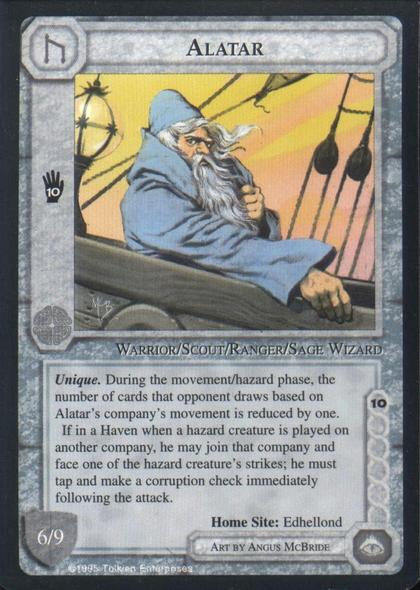 ALATAR
10
MCB
WARRIOR/SCOUT/RANGER/SAGE WIZARD
Unique. During the movement/hazard phase, the
number of cards that opponent draws based on
Alatar's company's movement is reduced by one.
If in a Haven when a hazard creature is played on
another company, he may join that company and
face one of the hazard creature's strikes; he must
tap and make a corruption check immediately
following the attack.
10
Home Site: Edhellond
6/9
ART BY ANGUS MCBRIDE
©1995 Tolkien Enterprises